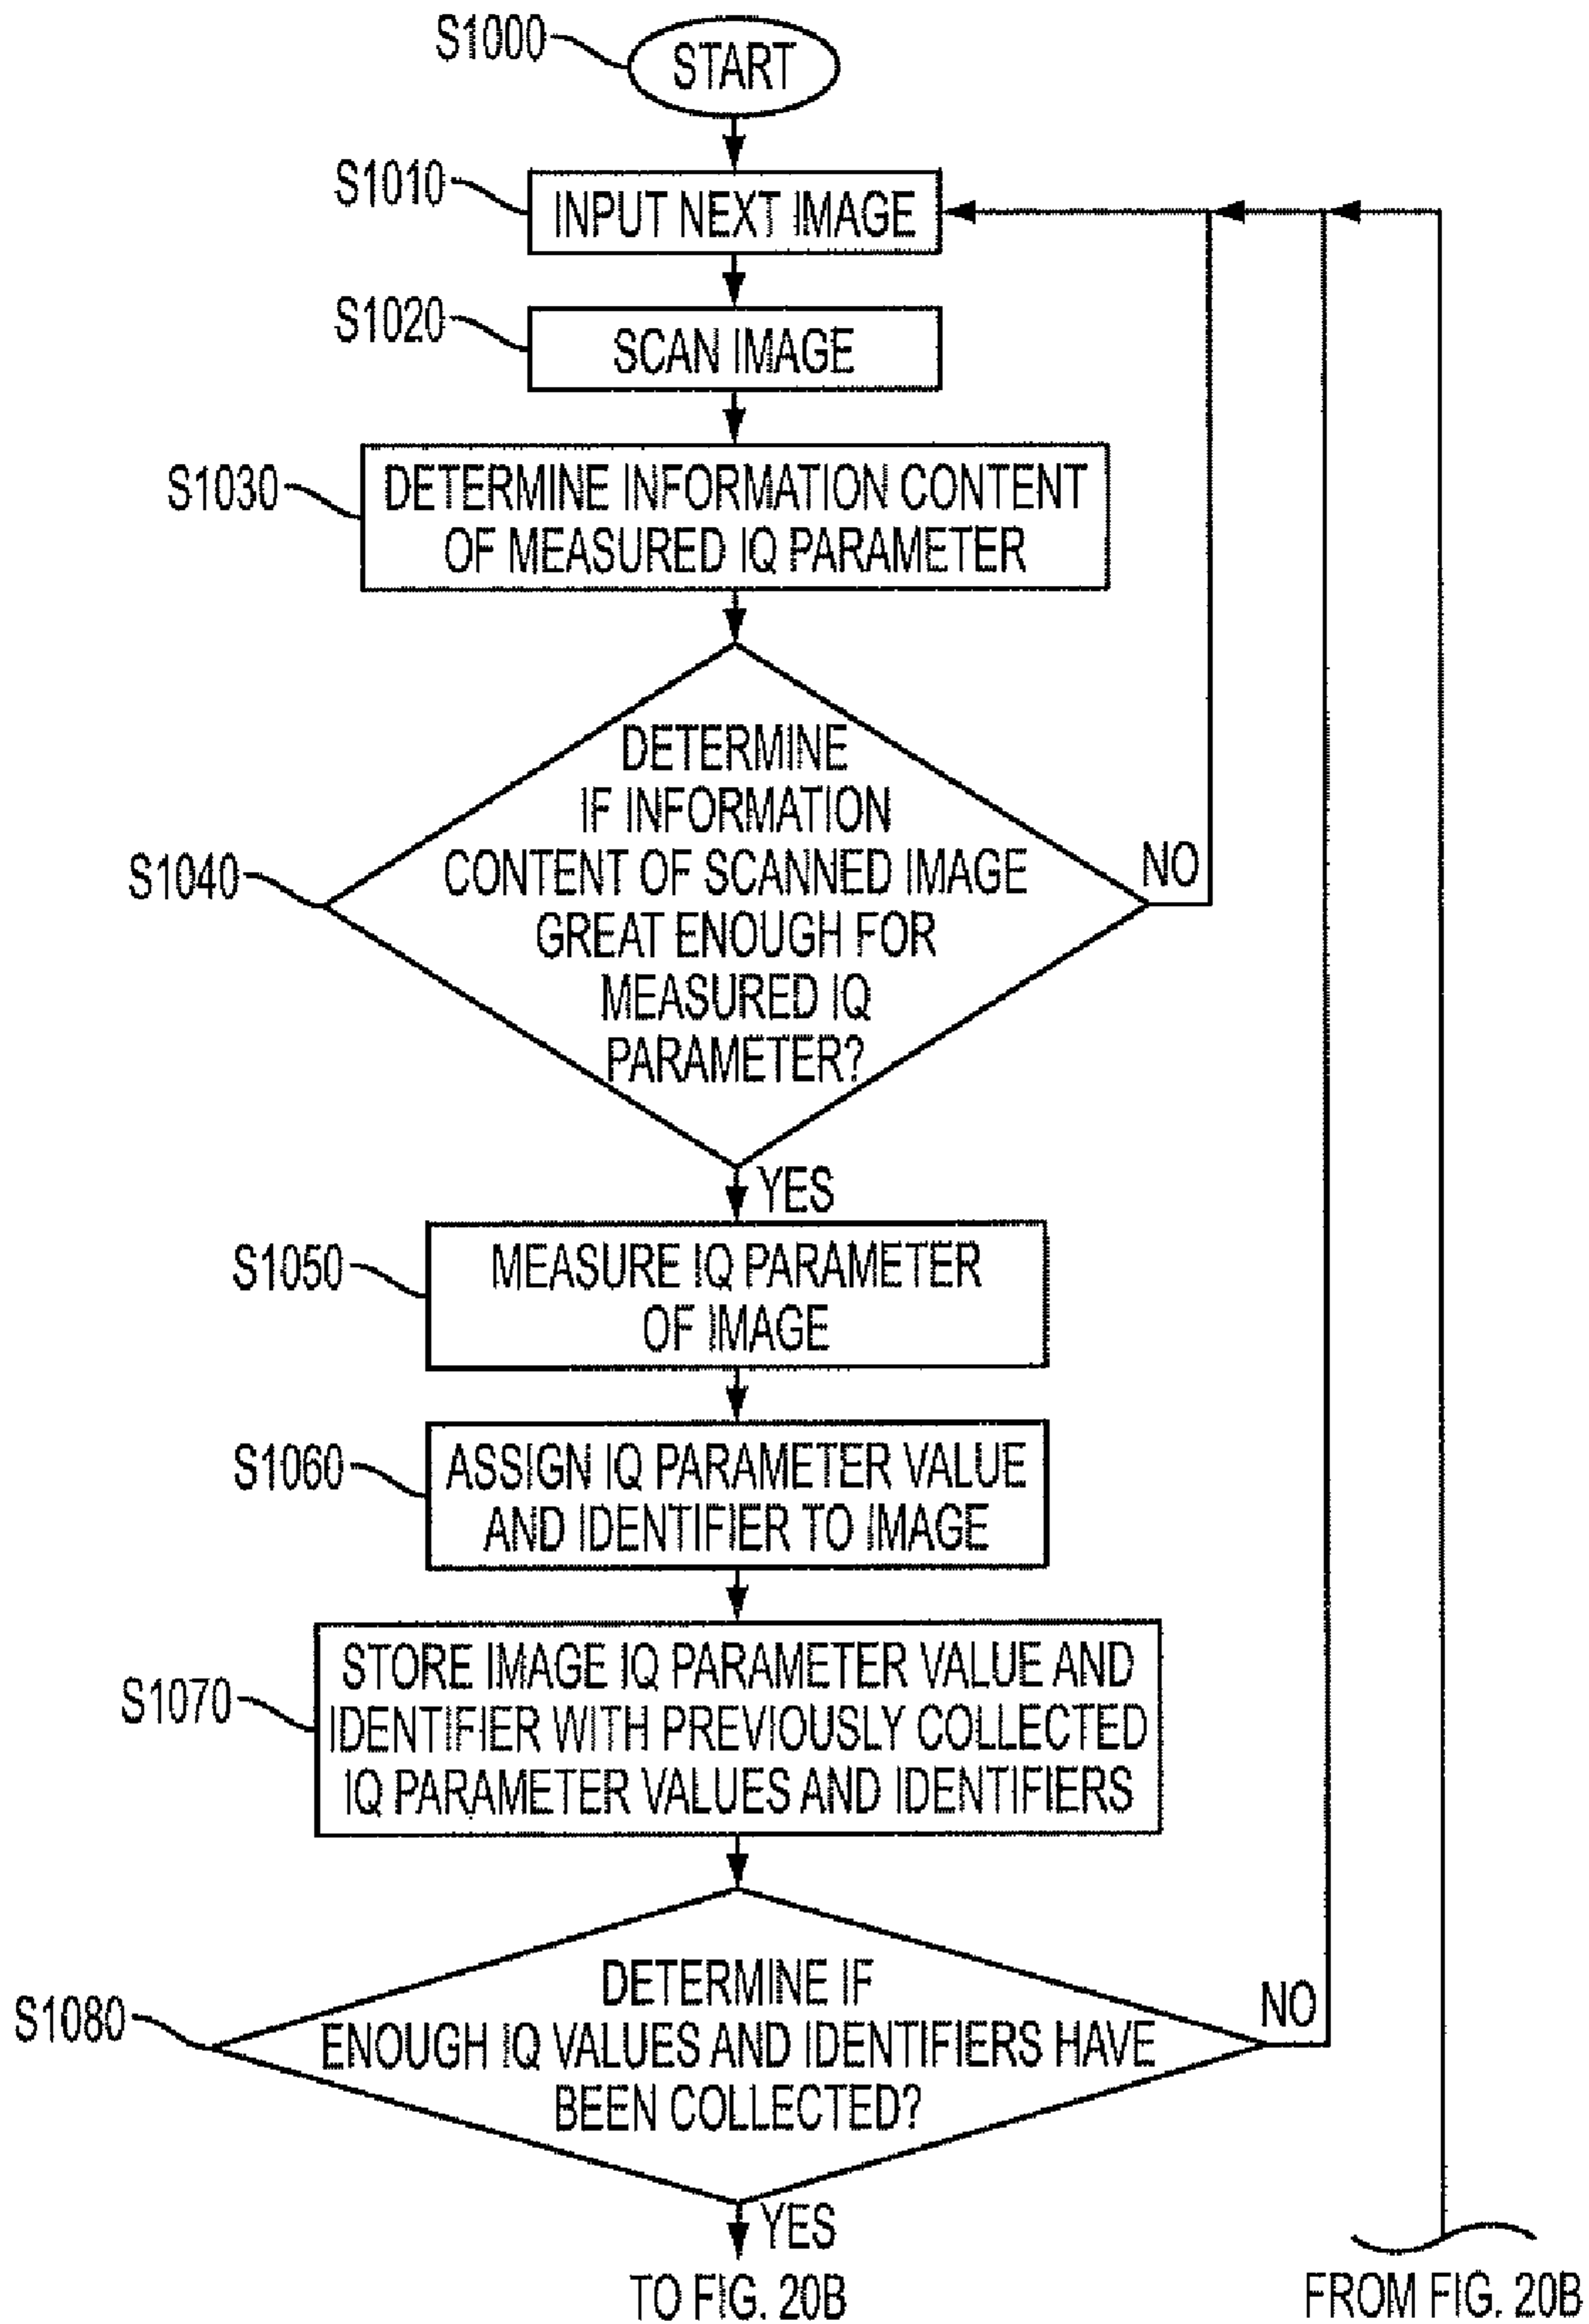 S1000
START
S1010
INPUT NEXT IMAGE
S1020
SCAN IMAGE
S1030
DETERMINE INFORMATION CONTENT
OF MEASURED IQ PARAMETER
S1040
DETERMINE
IF INFORMATION
CONTENT OF SCANNED IMAGE
GREAT ENOUGH FOR
MEASURED IQ
PARAMETER?
NO
YES
S1050
MEASURE IQ PARAMETER
OF IMAGE
S1060
ASSIGN IQ PARAMETER VALUE
AND IDENTIFIER TO IMAGE
S1070
STORE IMAGE IQ PARAMETER VALUE AND
IDENTIFIER WITH PREVIOUSLY COLLECTED
IQ PARAMETER VALUES AND IDENTIFIERS
S1080
DETERMINE IF
ENOUGH IQ VALUES AND IDENTIFIERS HAVE
BEEN COLLECTED?
NO
YES
TO FIG. 20B
FROM FIG. 20B